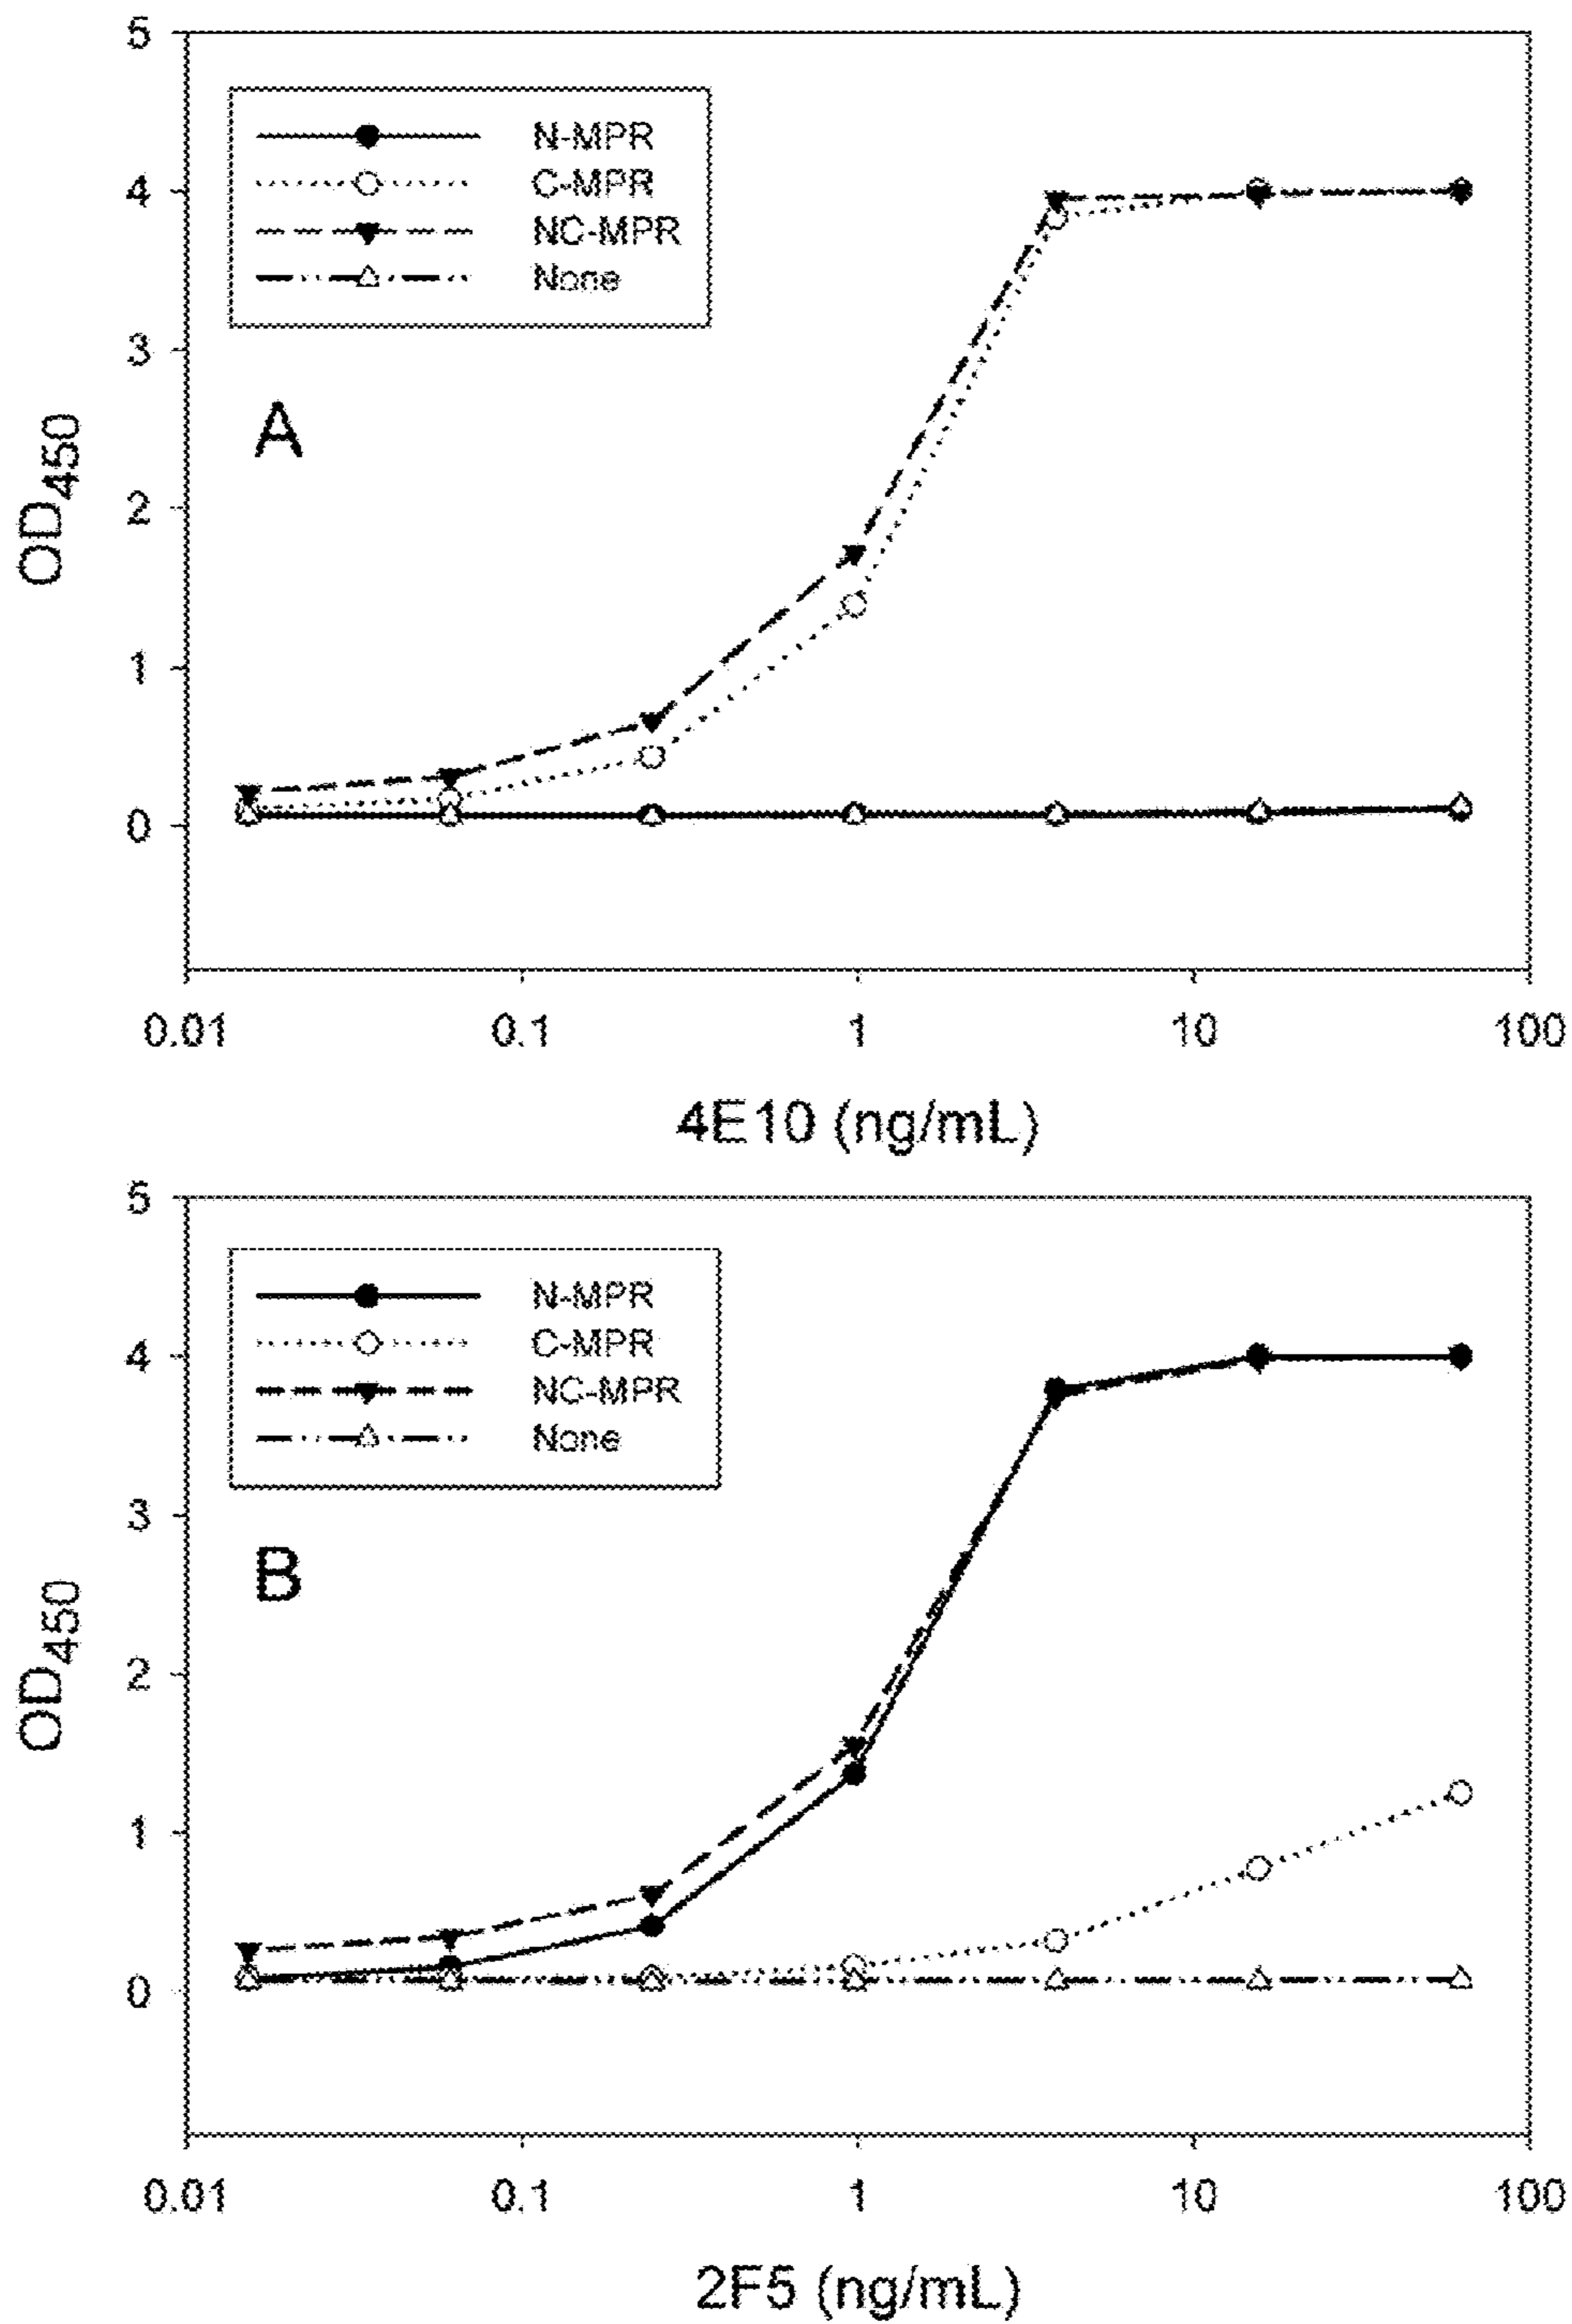 5
N-MPR
C-MPR
4
NC-MPR
None
3
A
OD450
2
1
0
0.01 0.1 1 10 100
4E10 (ng/mL)
5
N-MPR
C-MPR
4
NC-MPR
None
3
B
OD450
2
1
0
0.01 0.1 1 10 100
2F5 (ng/mL)